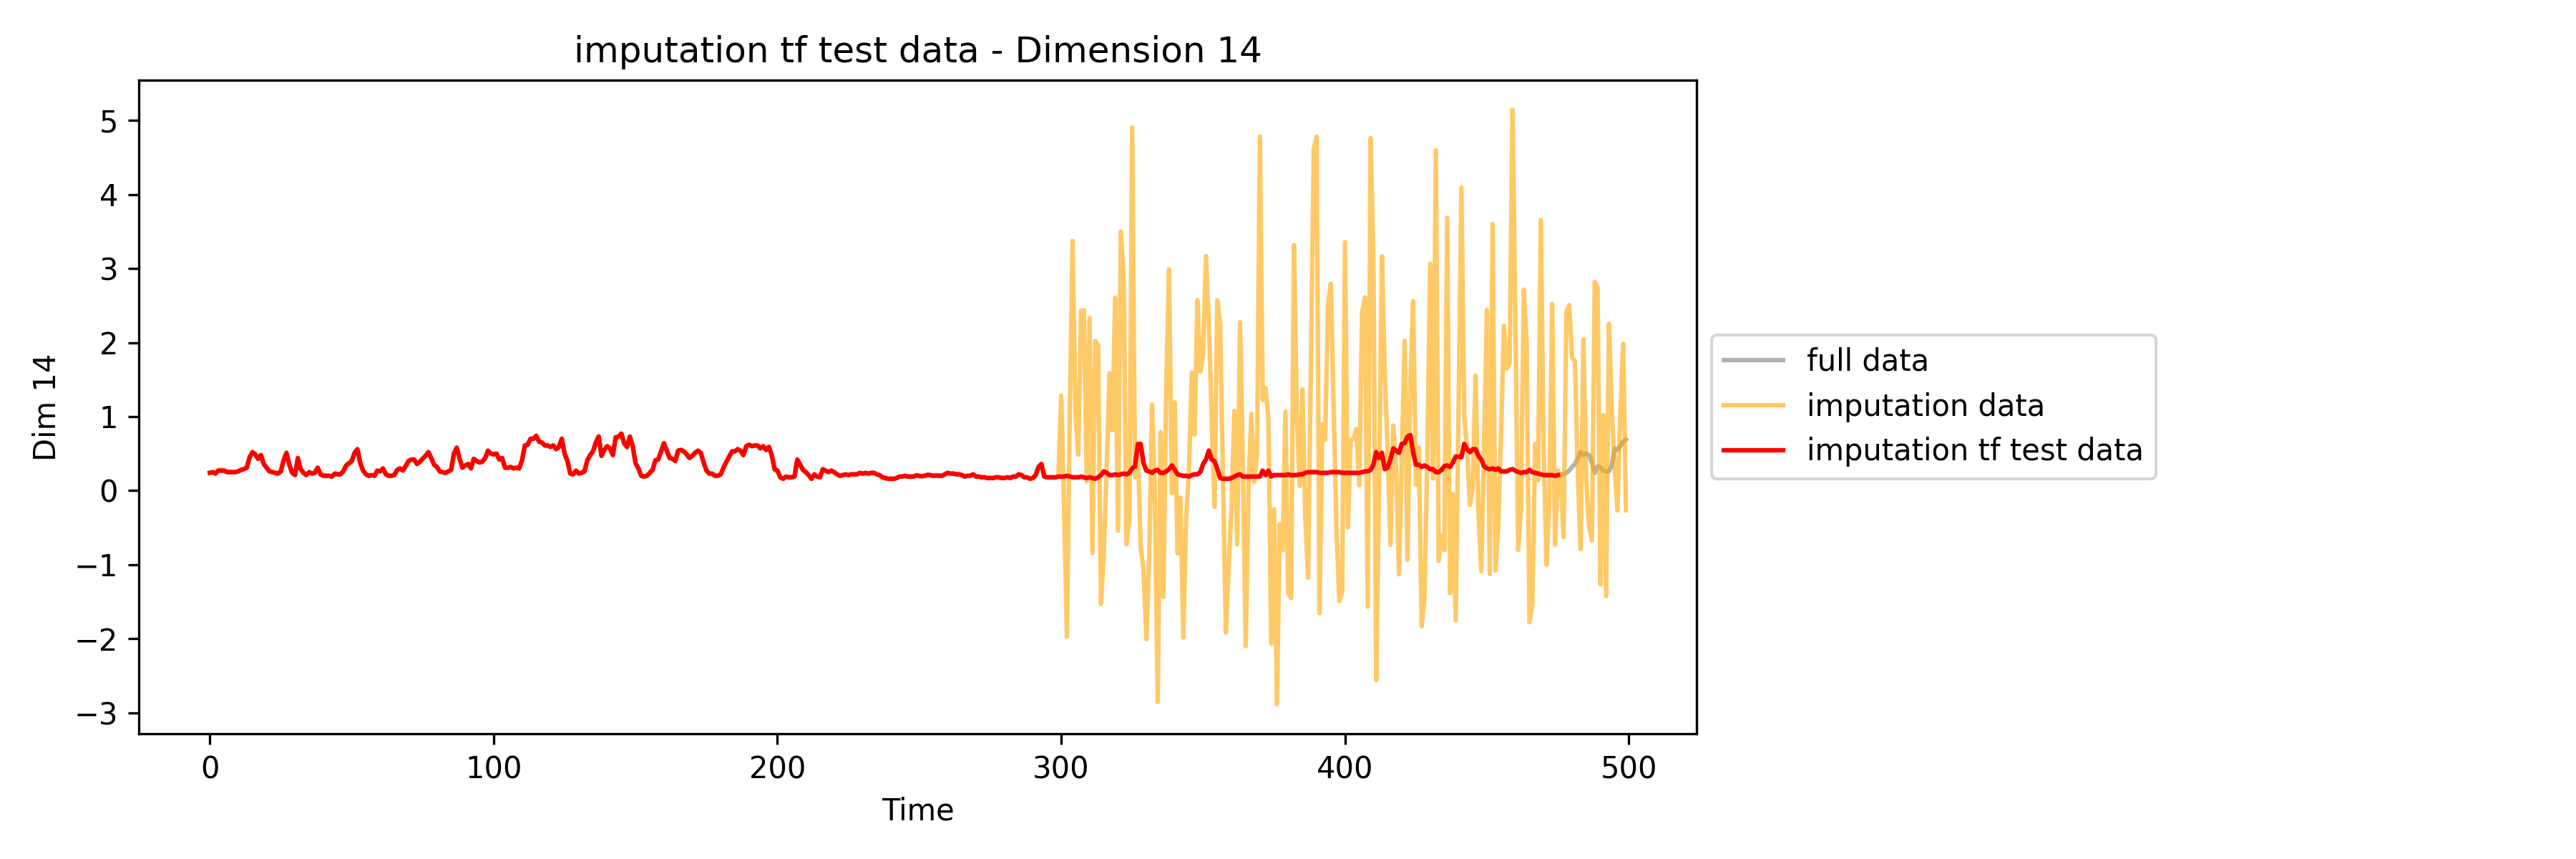 imputation tf test data - Dimension 14
5
4
3
2
1
0
−1
−2
−3
Dim 14
0 100 200 300 400 500
Time
full data
imputation data
imputation tf test data